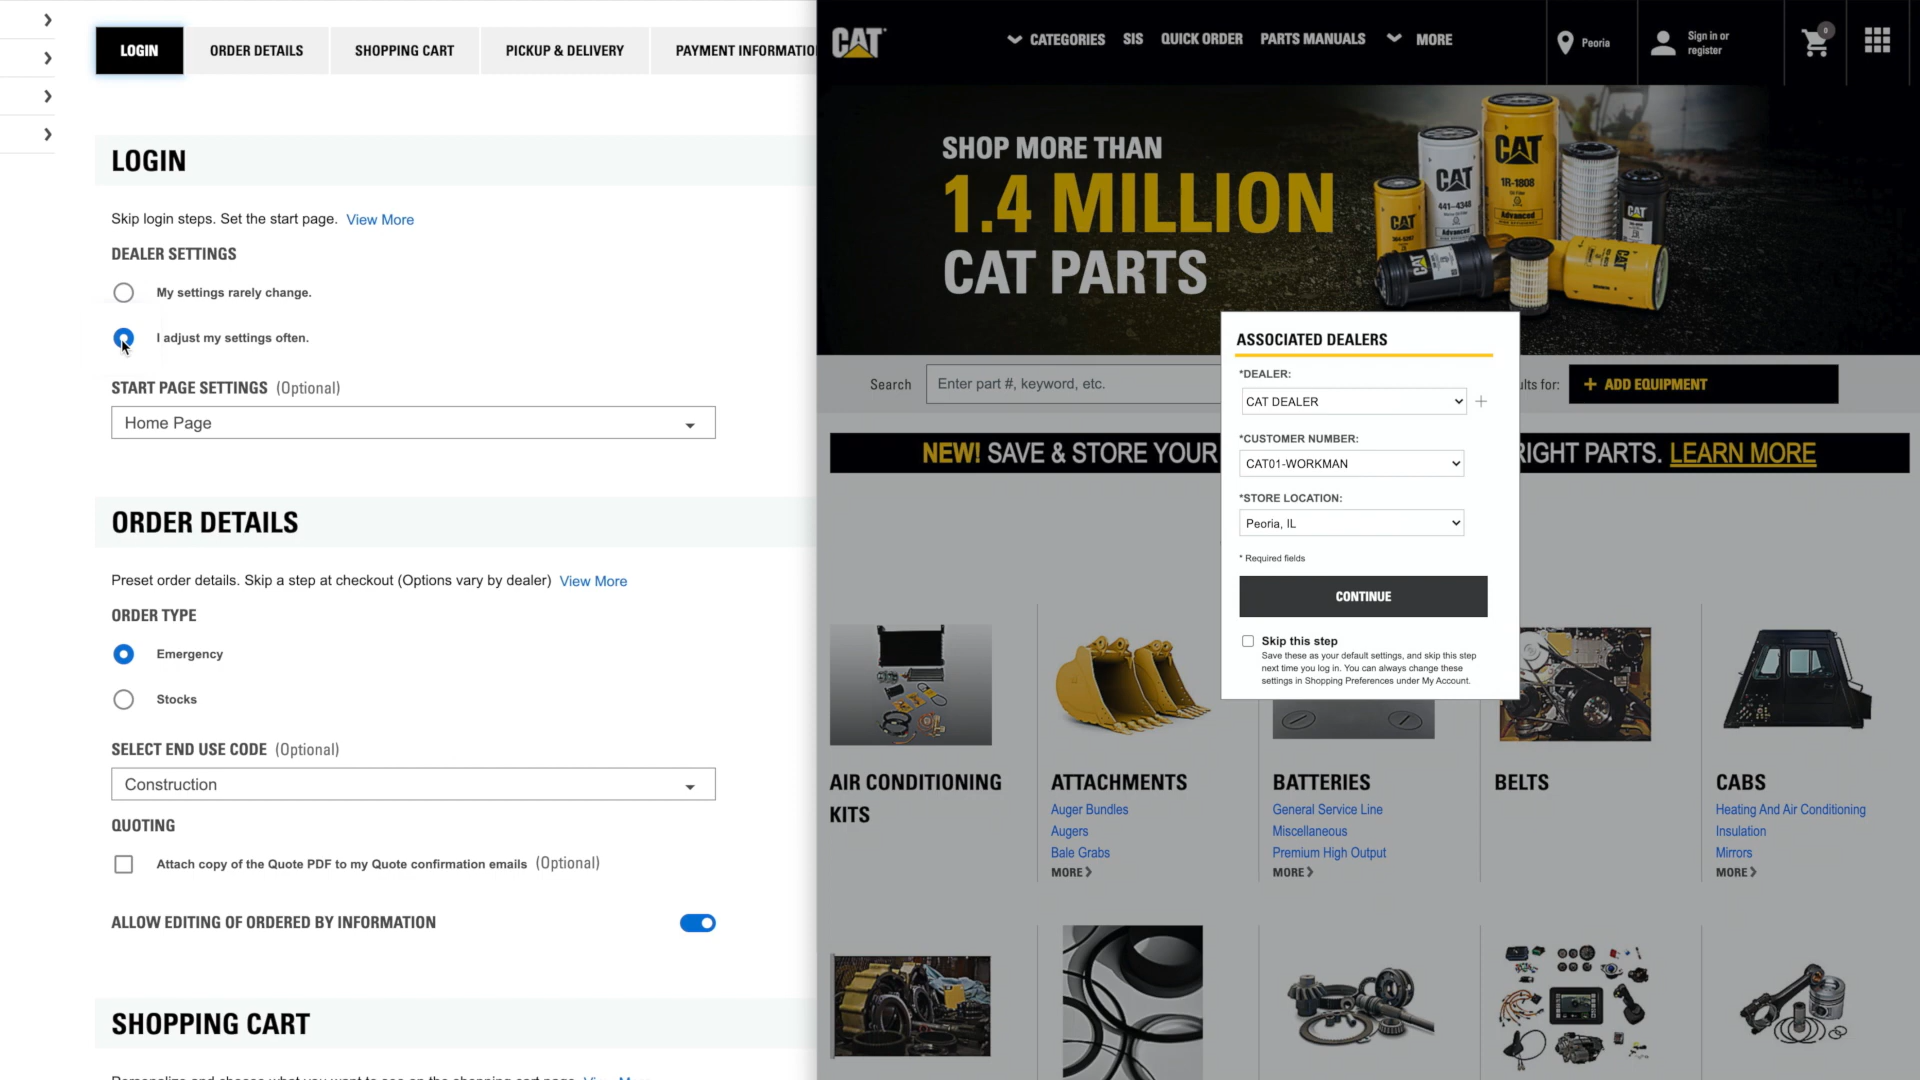 LOGIN
ORDER DETAILS
SHOPPING CART
PICKUP & DELIVERY
PAYMENT INFORMATIO
LOGIN
Skip login steps. Set the start page. View More
DEALER SETTINGS
My settings rarely change.
I adjust my settings often.
START PAGE SETTINGS (Optional)
Home Page
ORDER DETAILS
Preset order details. Skip a step at checkout (Options vary by dealer) View More
ORDER TYPE
Emergency
Stocks
SELECT END USE CODE (Optional)
Construction
QUOTING
Attach copy of the Quote PDF to my Quote confirmation emails (Optional)
ALLOW EDITING OF ORDERED BY INFORMATION
SHOPPING CART
CAT
CATEGORIES
SIS
QUICK ORDER
PARTS MANUALS
MORE
Peoria
Sign in or
register
0
SHOP MORE THAN
1.4 MILLION
CAT PARTS
CAT
CAT
441-4348
Advanced
CAT
1R-1808
Advanced
CAT
CAT
CAT
Search
Enter part #, keyword, etc.
ults for:
+ ADD EQUIPMENT
NEW! SAVE & STORE YOUR
RIGHT PARTS. LEARN MORE
ASSOCIATED DEALERS
*DEALER:
CAT DEALER
*CUSTOMER NUMBER:
CAT01-WORKMAN
*STORE LOCATION:
Peoria, IL
* Required fields
CONTINUE
Skip this step
Save these as your default settings, and skip this step
next time you log in. You can always change these
settings in Shopping Preferences under My Account.
AIR CONDITIONING
KITS
ATTACHMENTS
Auger Bundles
Augers
Bale Grabs
MORE
BATTERIES
General Service Line
Miscellaneous
Premium High Output
MORE
BELTS
CABS
Heating And Air Conditioning
Insulation
Mirrors
MORE